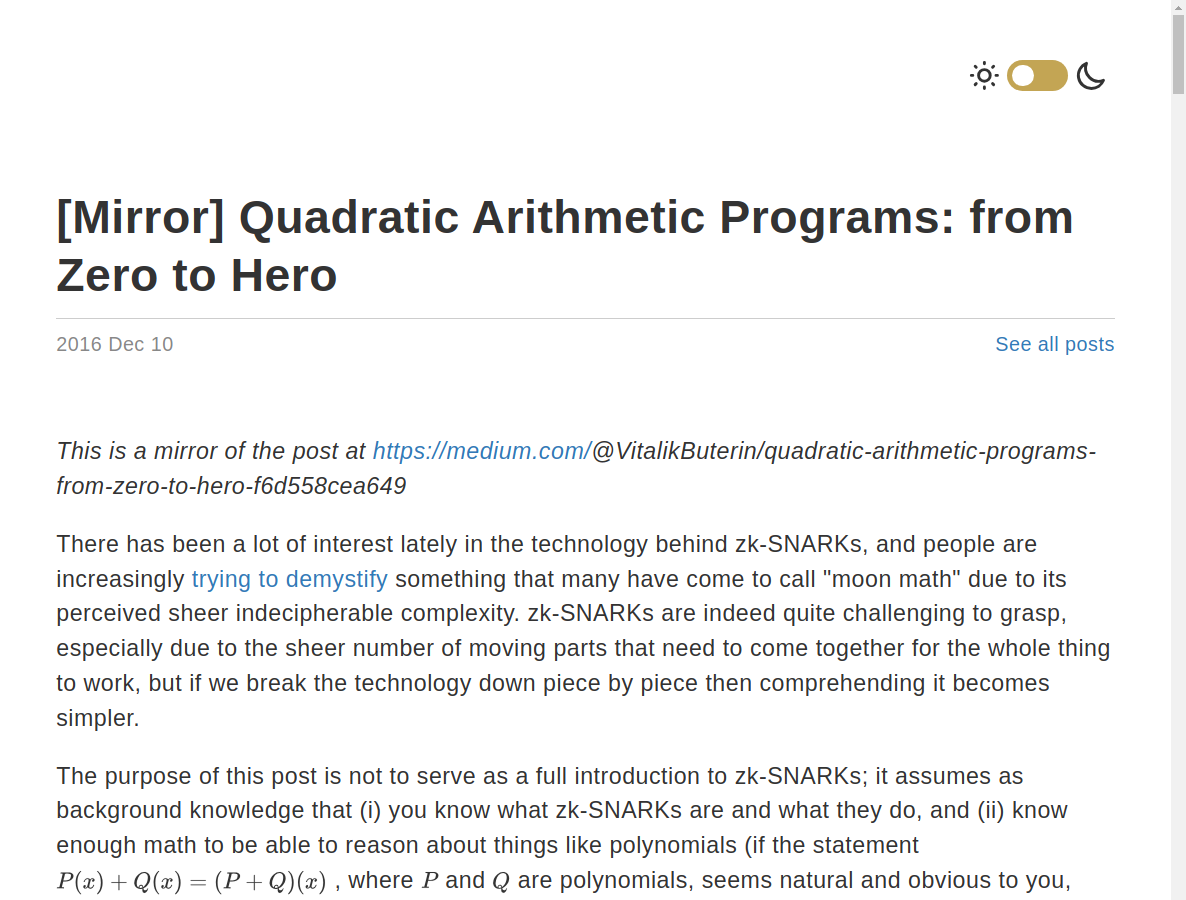 [Mirror] Quadratic Arithmetic Programs: from
Zero to Hero
2016 Dec 10
See all posts
This is a mirror of the post at https://medium.com/@VitalikButerin/quadratic-arithmetic-programs-
from-zero-to-hero-f6d558cea649
There has been a lot of interest lately in the technology behind zk-SNARKs, and people are
increasingly trying to demystify something that many have come to call "moon math" due to its
perceived sheer indecipherable complexity. zk-SNARKs are indeed quite challenging to grasp,
especially due to the sheer number of moving parts that need to come together for the whole thing
to work, but if we break the technology down piece by piece then comprehending it becomes
simpler.
The purpose of this post is not to serve as a full introduction to zk-SNARKs; it assumes as
background knowledge that (i) you know what zk-SNARKs are and what they do, and (ii) know
enough math to be able to reason about things like polynomials (if the statement
P(x) + Q(x) = (P + Q)(x) , where P and Q are polynomials, seems natural and obvious to you,